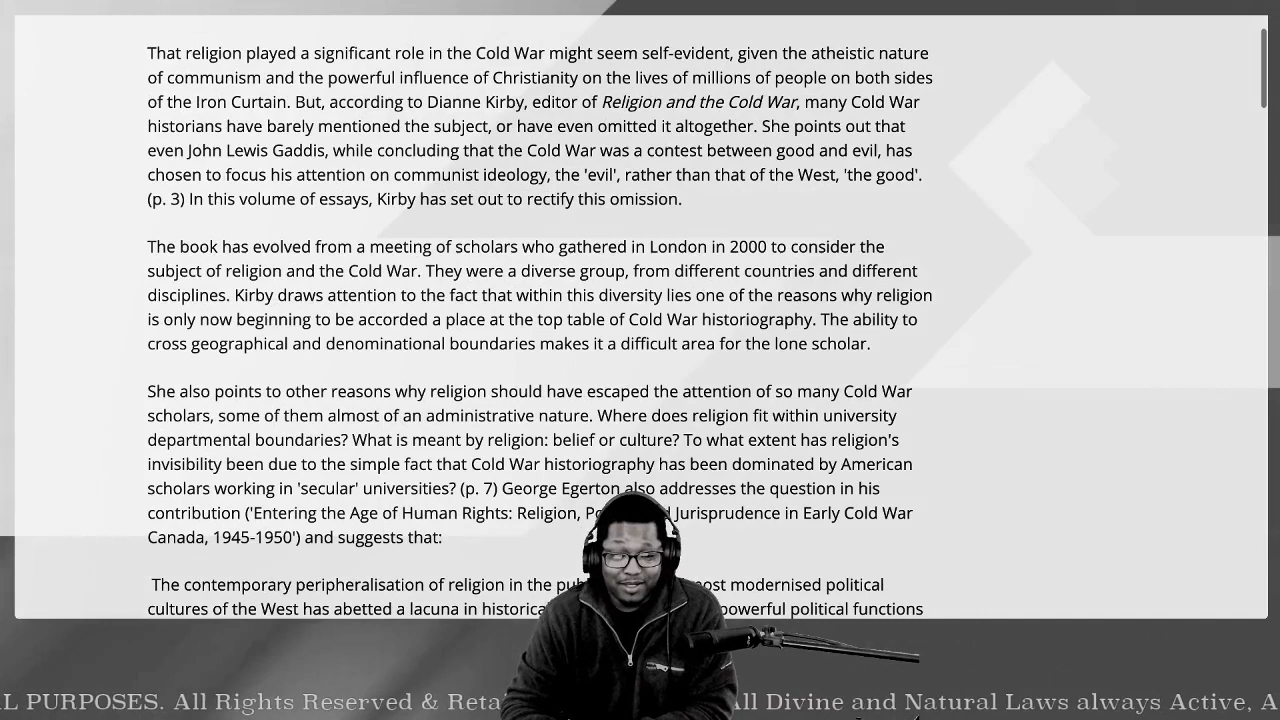 That religion played a significant role in the Cold War might seem self-evident, given the atheistic nature
of communism and the powerful influence of Christianity on the lives of millions of people on both sides
of the Iron Curtain. But, according to Dianne Kirby, editor of Religion and the Cold War, many Cold War
historians have barely mentioned the subject, or have even omitted it altogether. She points out that
even John Lewis Gaddis, while concluding that the Cold War was a contest between good and evil, has
chosen to focus his attention on communist ideology, the 'evil', rather than that of the West, 'the good'.
(p. 3) In this volume of essays, Kirby has set out to rectify this omission.
The book has evolved from a meeting of scholars who gathered in London in 2000 to consider the
subject of religion and the Cold War. They were a diverse group, from different countries and different
disciplines. Kirby draws attention to the fact that within this diversity lies one of the reasons why religion
is only now beginning to be accorded a place at the top table of Cold War historiography. The ability to
cross geographical and denominational boundaries makes it a difficult area for the lone scholar.
She also points to other reasons why religion should have escaped the attention of so many Cold War
scholars, some of them almost of an administrative nature. Where does religion fit within university
departmental boundaries? What is meant by religion: belief or culture? To what extent has religion's
invisibility been due to the simple fact that Cold War historiography has been dominated by American
scholars working in 'secular' universities? (p. 7) George Egerton also addresses the question in his
contribution ('Entering the Age of Human Rights: Religion, Jurisprudence in Early Cold War
Canada, 1945-1950') and suggests that:
The contemporary peripheralisation of religion in the modernised political
cultures of the West has abetted a lacuna in powerful political functions
PURPOSES. All Rights Reserved & Divine and Natural Laws always Active,